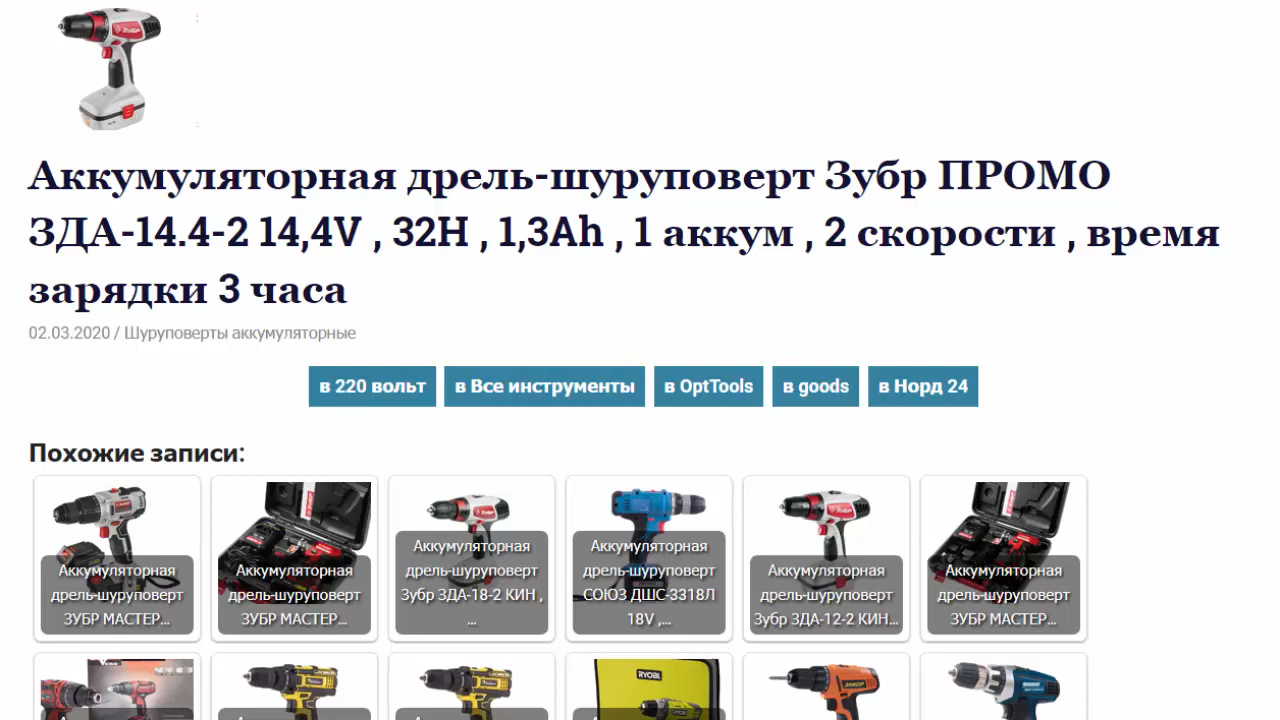 ЗУБР
Аккумуляторная дрель-шуруповерт Зубр ПРОМО
ЗДА-14.4-2 14,4V , 32Н , 1,3Ah , 1 аккум , 2 скорости , время
зарядки 3 часа
02.03.2020 / Шуруповерты аккумуляторные
в 220 вольт
в Все инструменты
в OptTools
в goods
в Норд 24
Похожие записи:
Аккумуляторная
дрель-шуруповерт
ЗУБР МАСТЕР...
Аккумуляторная
дрель-шуруповерт
ЗУБР МАСТЕР...
Аккумуляторная
дрель-шуруповерт
Зубр ЗДА-18-2 КИН ,
...
Аккумуляторная
дрель-шуруповерт
СОЮЗ ДШС-3318Л
18V ,...
Аккумуляторная
дрель-шуруповерт
Зубр ЗДА-12-2 КИН...
Аккумуляторная
дрель-шуруповерт
ЗУБР МАСТЕР...
RYOBI